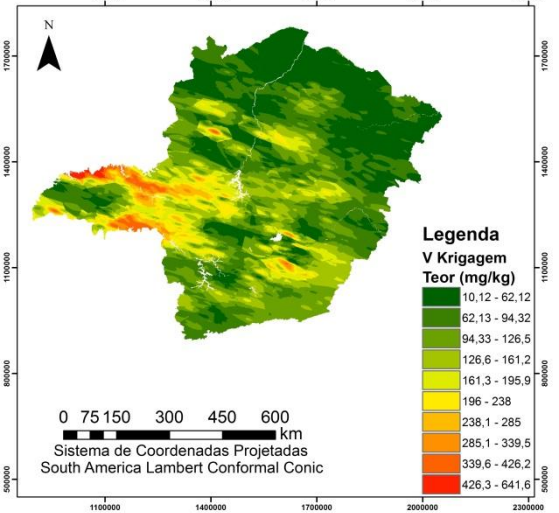 N
1700000
1400000
1100000
800000
500000
1700000
1400000
1100000
800000
500000
Legenda
V Krigagem
Teor (mg/kg)
10,12 - 62,12
62,13 - 94,32
94,33 - 126,5
126,6 - 161,2
161,3 - 195,9
196 - 238
238,1 - 285
285,1 - 339,5
339,6 - 426,2
426,3 - 641,6
0 75 150 300 450 600
km
Sistema de Coordenadas Projetadas
South America Lambert Conformal Conic
1100000 1400000 1700000 2000000 2300000